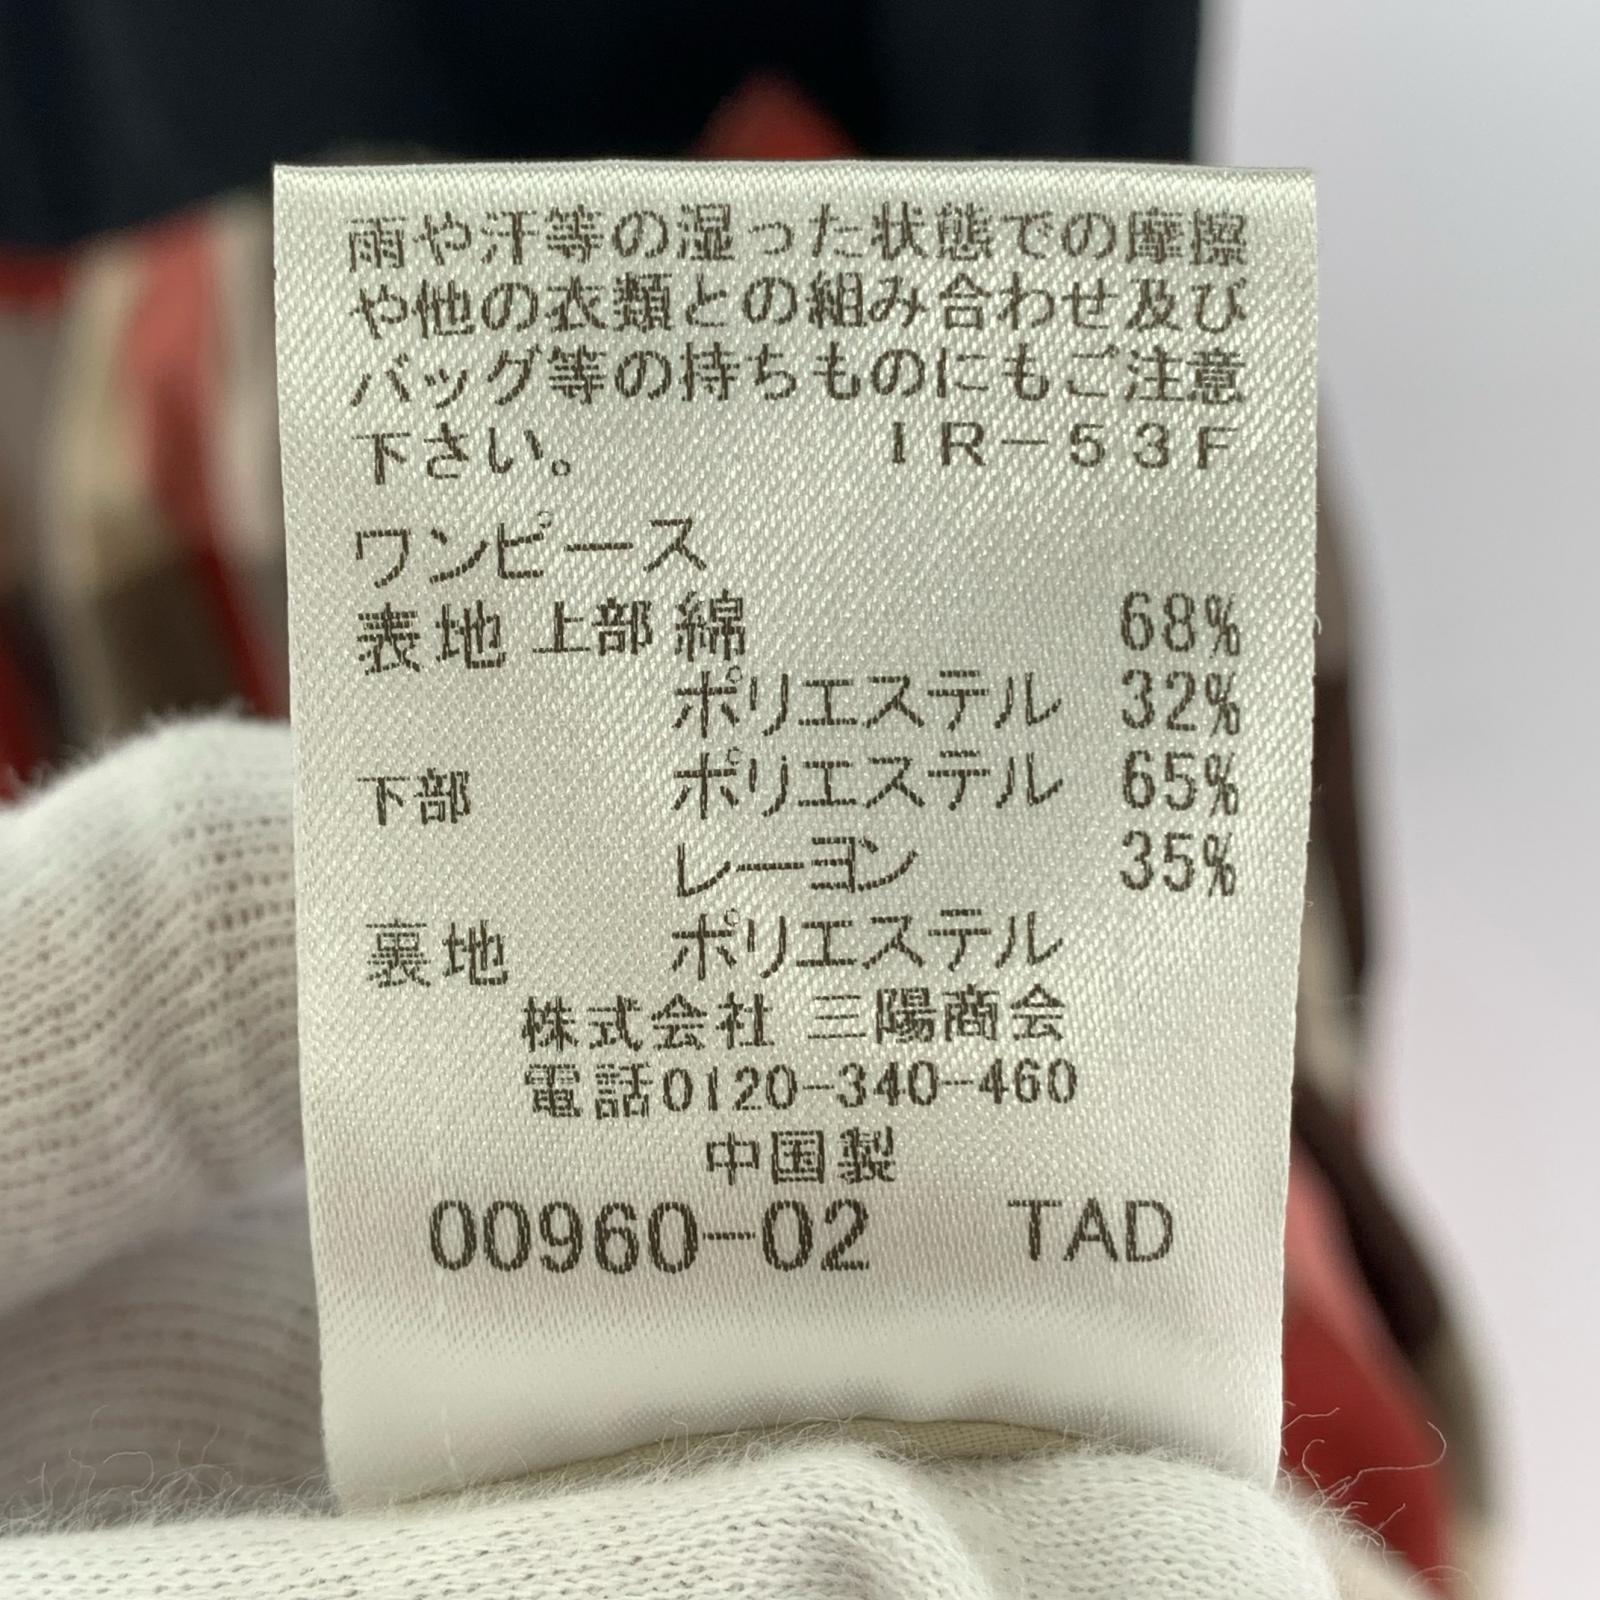 雨や汗等の湿った状態での摩擦
や他の衣類との組み合わせ及び
バッグ等の持ちものにもご注意
下さい。 IR-53F
ワンピース
表地 上部 綿 68%
ポリエステル 32%
下部 ポリエステル 65%
レーヨン 35%
裏地 ポリエステル
株式会社 三陽商会
電話0120-340-460
中国製
00960-02 TAD